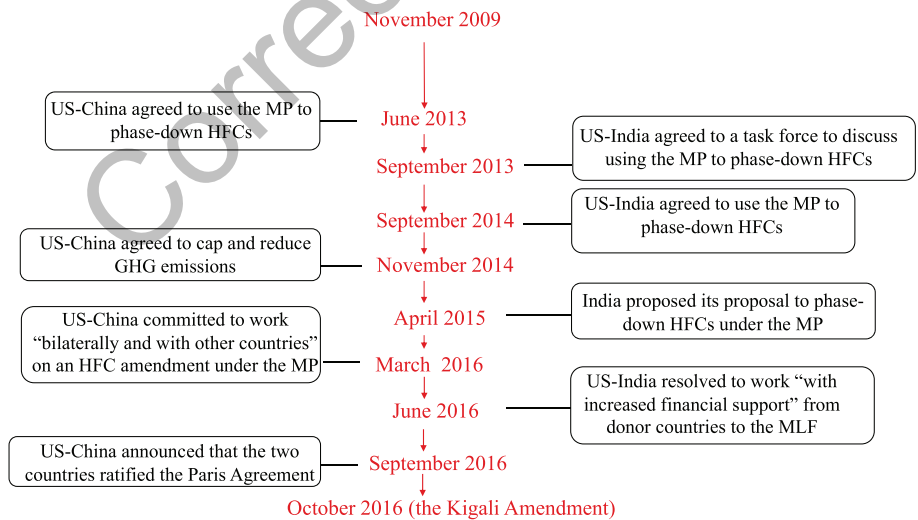 November 2009
US-China agreed to use the MP to
phase-down HFCs
June 2013
US-India agreed to a task force to discuss
using the MP to phase-down HFCs
September 2013
US-India agreed to use the MP to
phase-down HFCs
September 2014
US-China agreed to cap and reduce
GHG emissions
November 2014
India proposed its proposal to phase-
down HFCs under the MP
April 2015
US-China committed to work
“bilaterally and with other countries”
on an HFC amendment under the MP
March 2016
US-India resolved to work “with
increased financial support” from
donor countries to the MLF
June 2016
US-China announced that the two
countries ratified the Paris Agreement
September 2016
October 2016 (the Kigali Amendment)
Correc